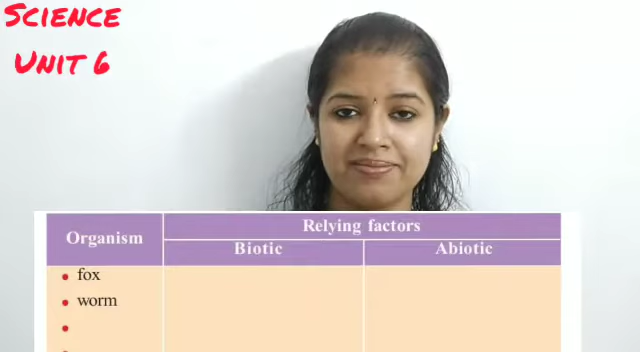 SCIENCE
UNIT 6
Organism
Relying factors
Biotic
Abiotic
• fox
• worm
•